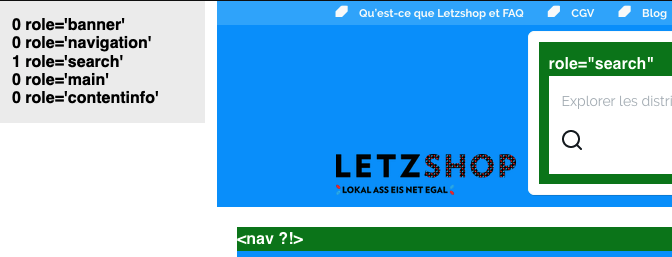 0 role='banner'
0 role='navigation'
1 role='search'
0 role='main'
0 role='contentinfo'
Qu'est-ce que Letzshop et FAQ
CGV
Blog
role="search"
Explorer les distri
LETZSHOP
LOKAL ASS EIS NET EGAL
<nav ?!>